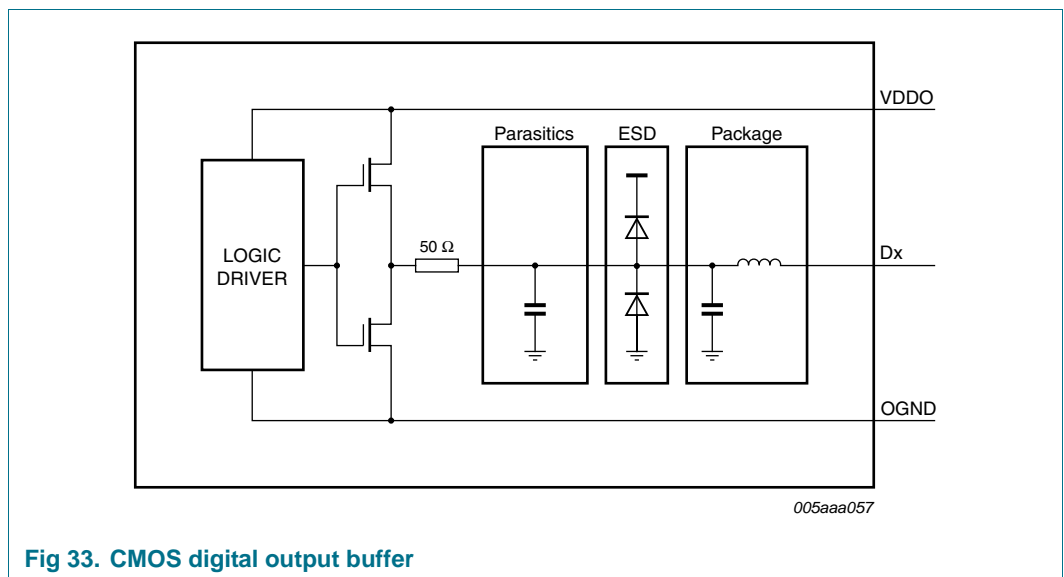 VDDO
Parasitics
ESD
Package
LOGIC
DRIVER
50 Ω
Dx
OGND
005aaa057
Fig 33. CMOS digital output buffer